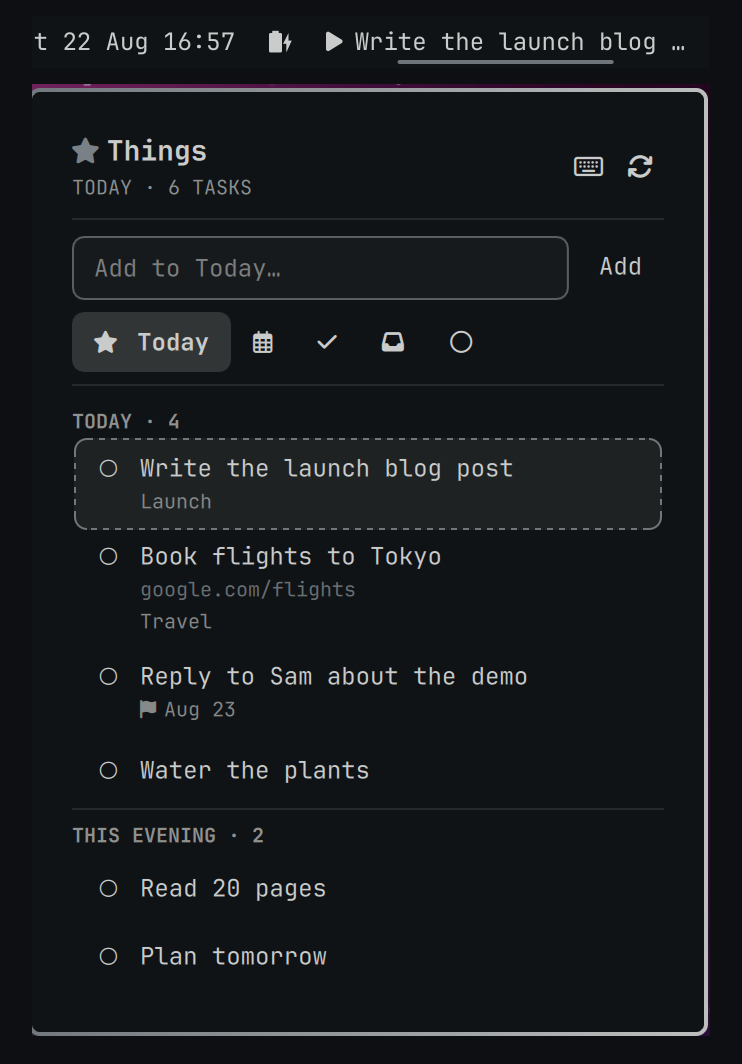 t 22 Aug 16:57 Write the launch blog …
Things
TODAY · 6 TASKS
Add to Today… Add
Today
TODAY · 4
Write the launch blog post
Launch
Book flights to Tokyo
google.com/flights
Travel
Reply to Sam about the demo
Aug 23
Water the plants
THIS EVENING · 2
Read 20 pages
Plan tomorrow